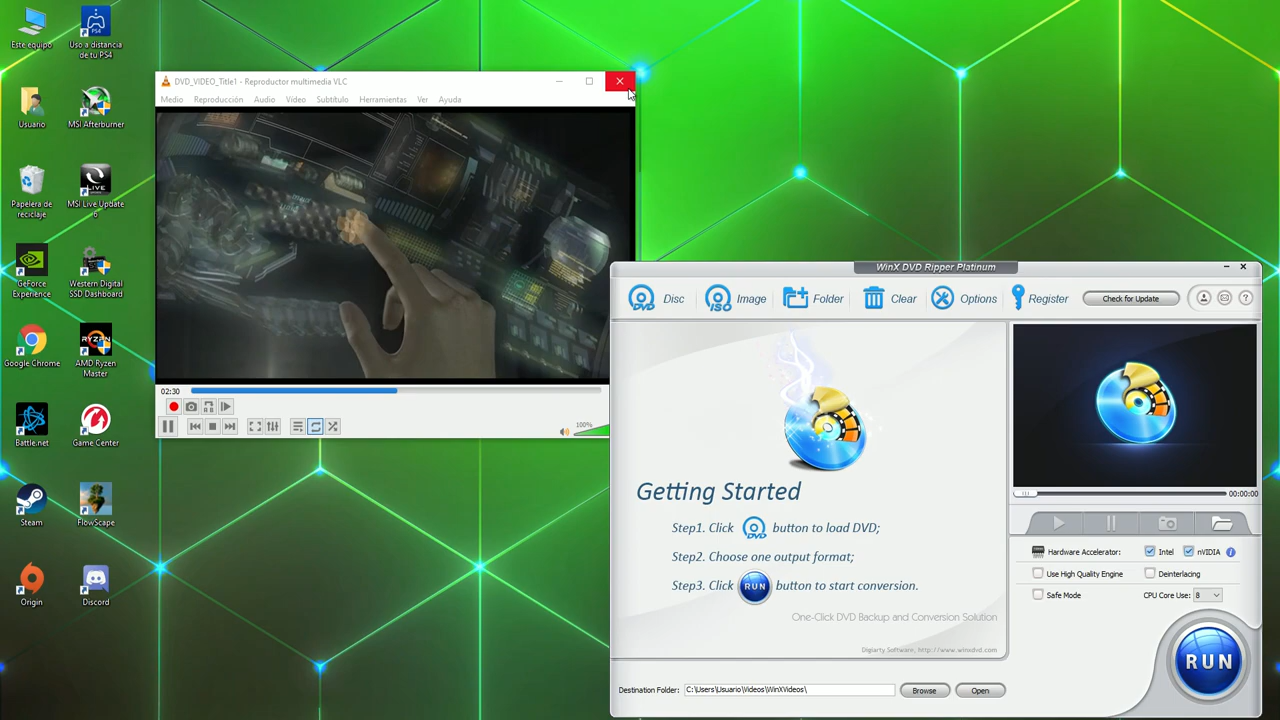 Este equipo
Uso a distancia
de tu PS4
Usuario
MSI Afterburner
Papelera de
reciclaje
MSI Live Update
6
GeForce
Experience
Western Digital
SSD Dashboard
Google Chrome
AMD Ryzen
Master
Battle.net
Game Center
Steam
FlowScape
Origin
Discord
DVD_VIDEO_Title1 - Reproductor multimedia VLC
Medio Reproducción Audio Vídeo Subtítulo Herramientas Ver Ayuda
02:30
100%
WinX DVD Ripper Platinum
Disc Image Folder Clear Options Register Check for Update
Getting Started
Step1. Click DVD button to load DVD;
Step2. Choose one output format;
Step3. Click RUN button to start conversion.
One-Click DVD Backup and Conversion Solution
Digiarty Software, http://www.winxdvd.com
00:00:00
Hardware Accelerator: Intel nVIDIA
Use High Quality Engine Deinterlacing
Safe Mode CPU Core Use: 8
RUN
Destination Folder: C:\Users\Usuario\Videos\WinXVideos\ Browse Open